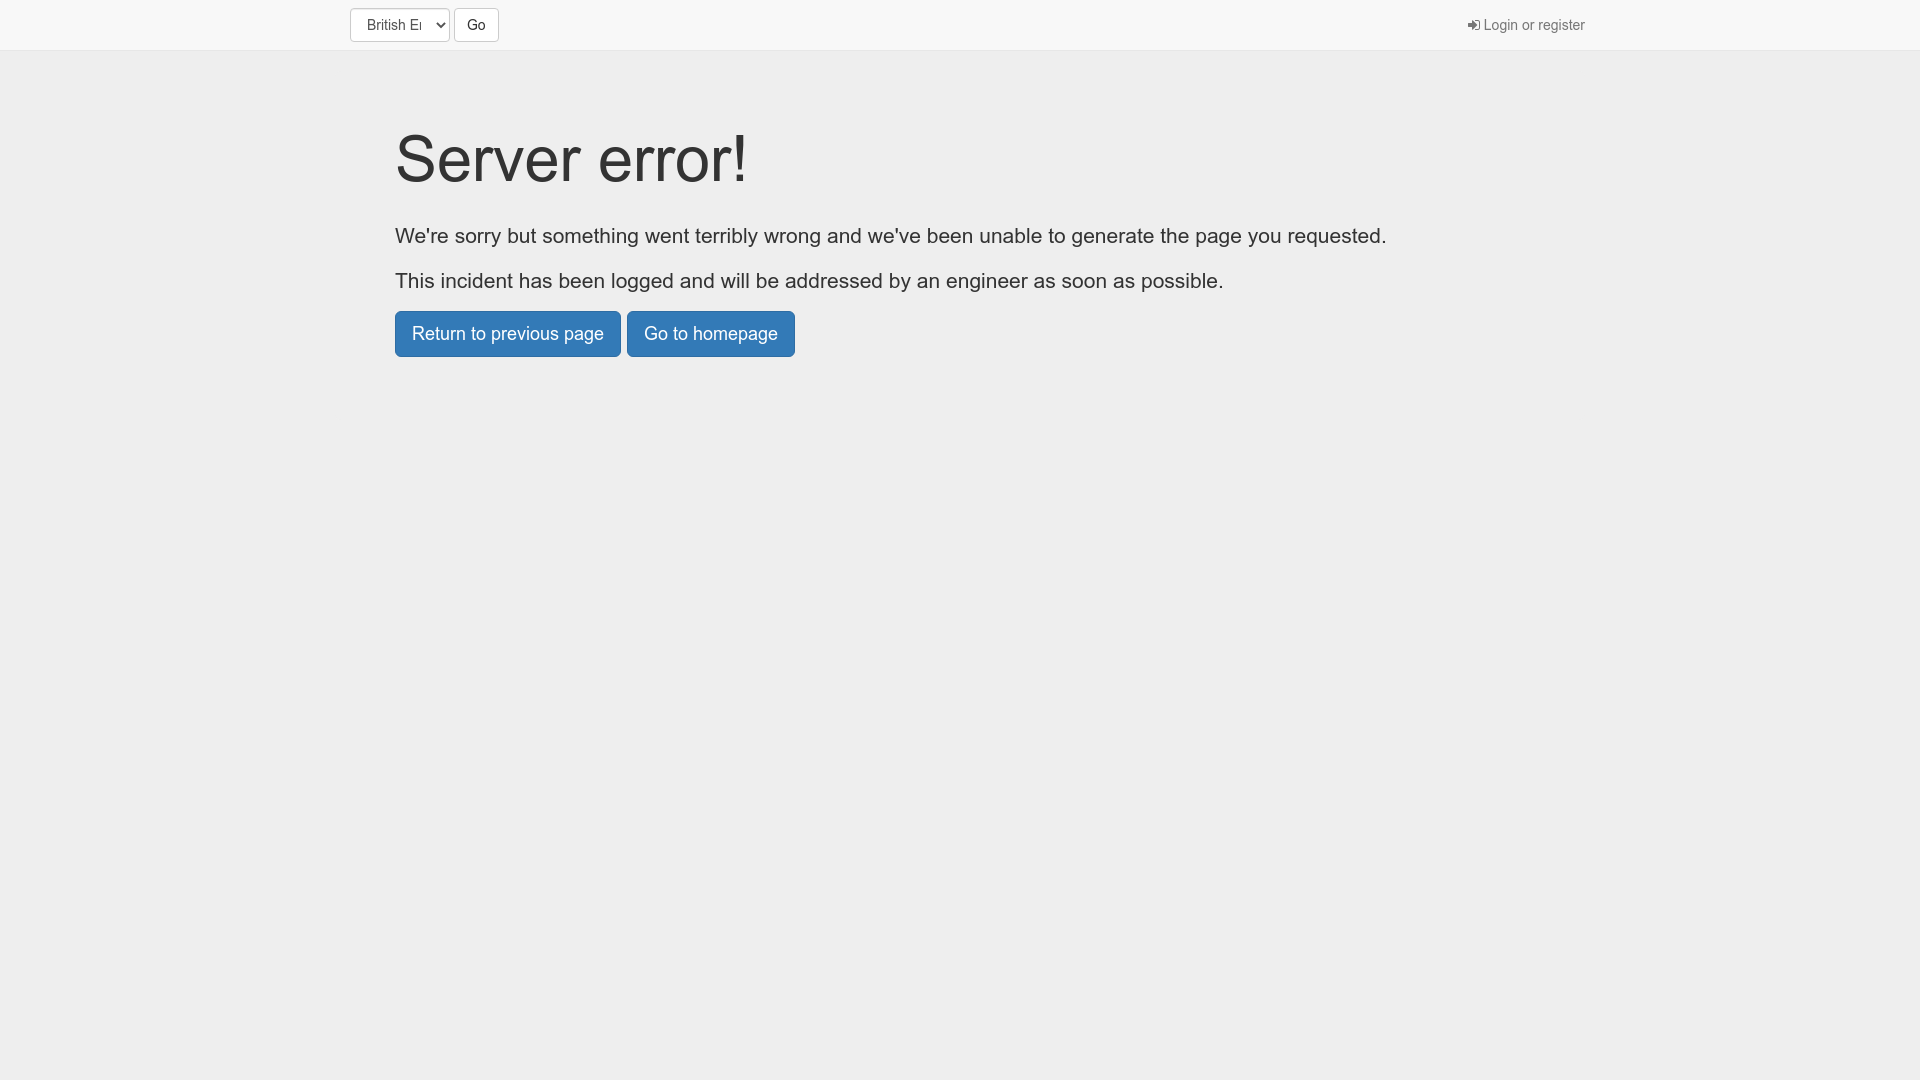 British Er
Go
Login or register
Server error!
We're sorry but something went terribly wrong and we've been unable to generate the page you requested.
This incident has been logged and will be addressed by an engineer as soon as possible.
Return to previous page
Go to homepage